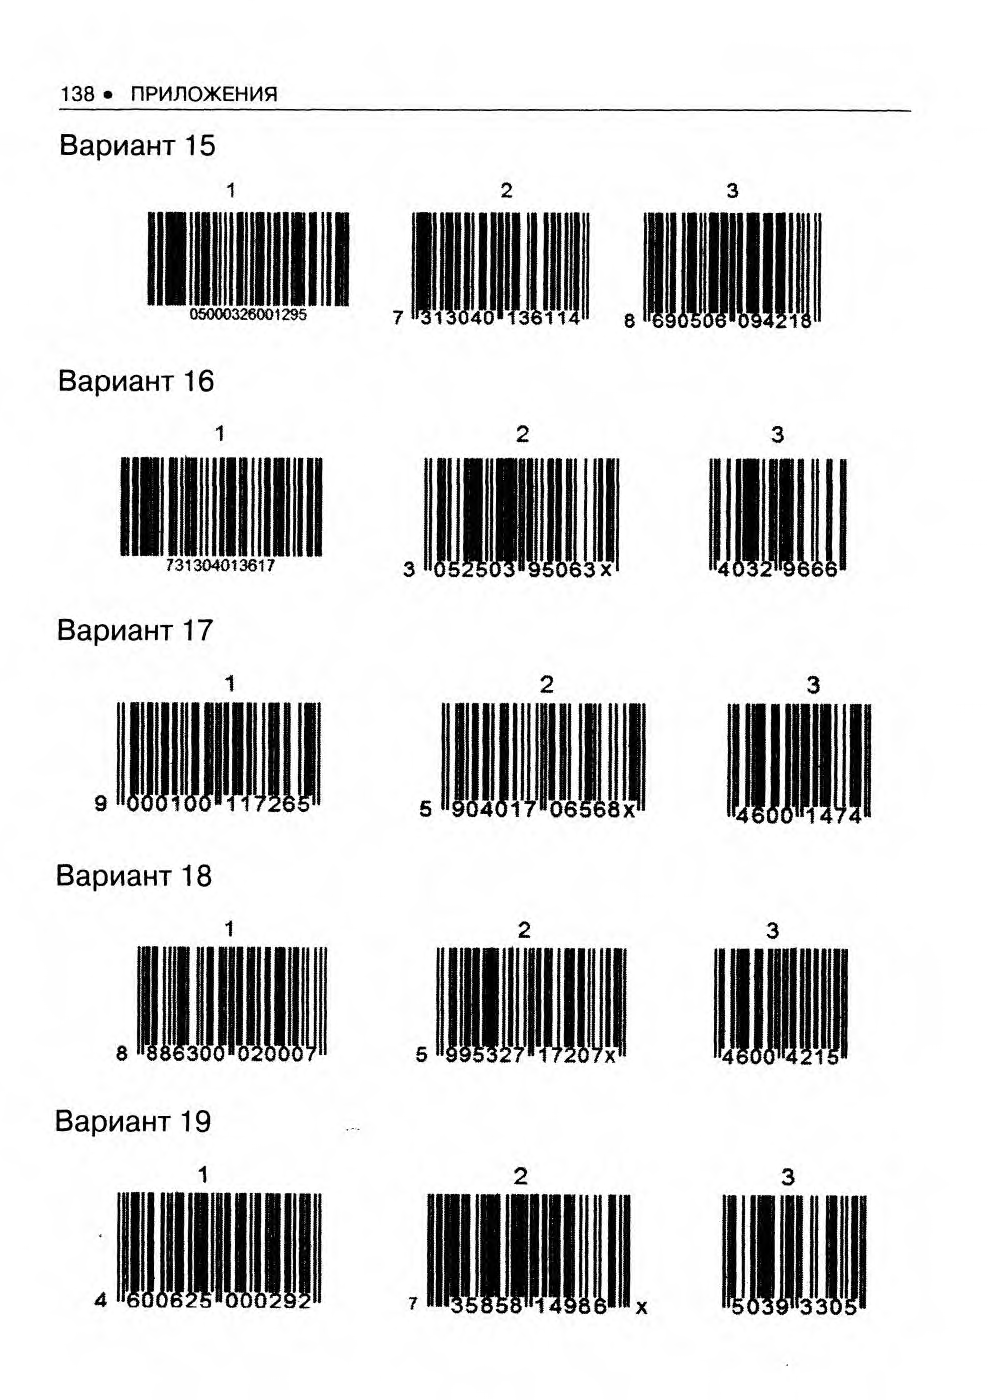 138 • ПРИЛОЖЕНИЯ
Вариант 15
1 2 3
05000326001295 7 313040 136114 8 690506 094218
Вариант 16
1 2 3
731304013617 3 052503 95063x 4032 9666
Вариант 17
1 2 3
9 000100 117265 5 904017 06568x 4600 1474
Вариант 18
1 2 3
8 886300 020007 5 995327 17207x 4600 4215
Вариант 19
1 2 3
4 600625 000292 7 35858 14986 x 5039 3305